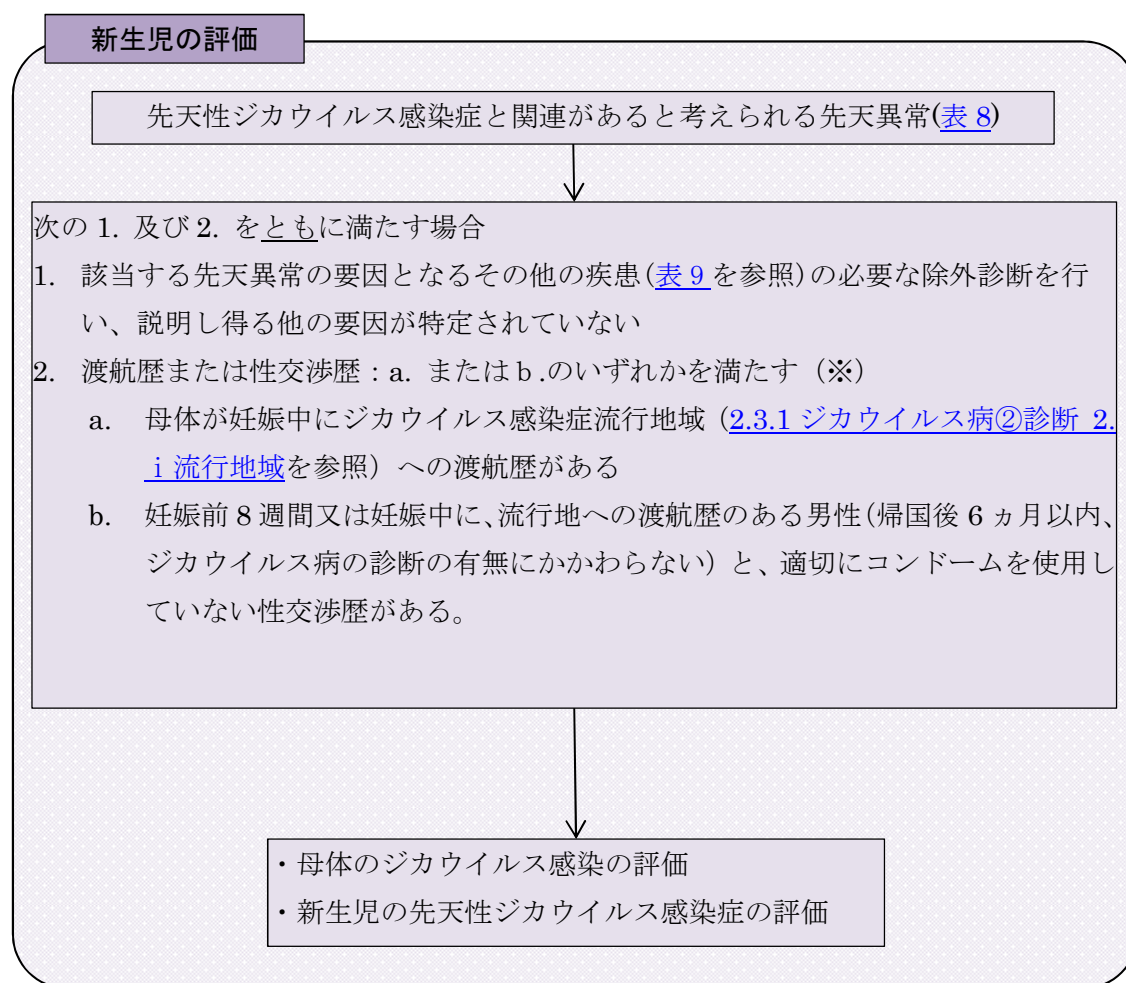 新生児の評価
先天性ジカウイルス感染症と関連があると考えられる先天異常(表 8)
次の 1. 及び 2. をともに満たす場合
1. 該当する先天異常の要因となるその他の疾患(表 9 を参照)の必要な除外診断を行
い、説明し得る他の要因が特定されていない
2. 渡航歴または性交渉歴：a. またはｂ.のいずれかを満たす（※）
a. 母体が妊娠中にジカウイルス感染症流行地域（2.3.1 ジカウイルス病②診断 2.
ｉ流行地域を参照）への渡航歴がある
b. 妊娠前 8 週間又は妊娠中に、流行地への渡航歴のある男性（帰国後 6 ヵ月以内、
ジカウイルス病の診断の有無にかかわらない）と、適切にコンドームを使用し
ていない性交渉歴がある。
・母体のジカウイルス感染の評価
・新生児の先天性ジカウイルス感染症の評価